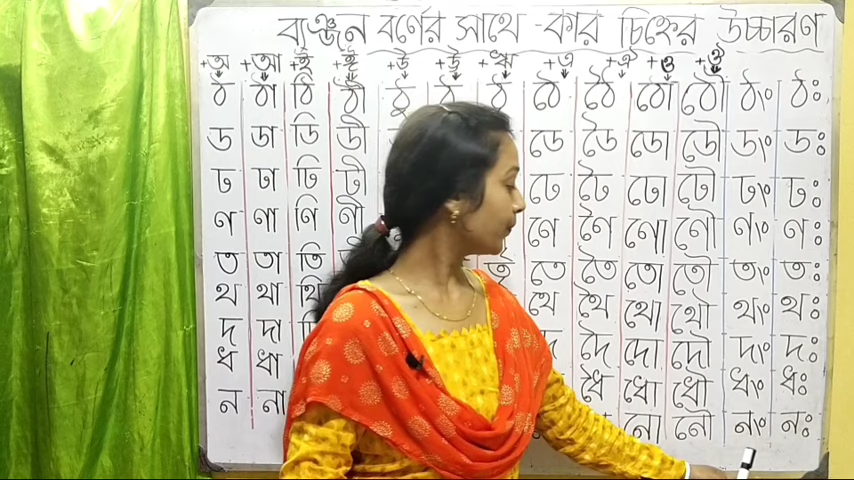 ব্যঞ্জন বর্ণের সাথে -কার চিহ্নের উচ্চারণ
+অ +আ +ই +ঈ +উ +ঊ +ঋ +এ +ঐ +ও +ঔ
ঠ ঠা ঠি ঠী ঠু ঠূ ঠৃ ঠে ঠৈ ঠো ঠৌ ঠাং ঠঃ
ড ডা ডি ডী ডে ডৈ ডো ডৌ ডাং ডঃ
ঢ ঢা ঢি ঢী ঢে ঢৈ ঢো ঢৌ ঢাং ঢঃ
ণ ণা ণি ণী ণে ণৈ ণো ণৌ ণাং ণঃ
ত তা তি তৃ তে তৈ তো তৌ তাং তঃ
থ থা থি থে থৈ থো থৌ থাং থঃ
দ দা দৈ দো দৌ দাং দঃ
ধ ধা ধৈ ধো ধৌ ধাং ধঃ
ন না নো নৌ নাং নঃ